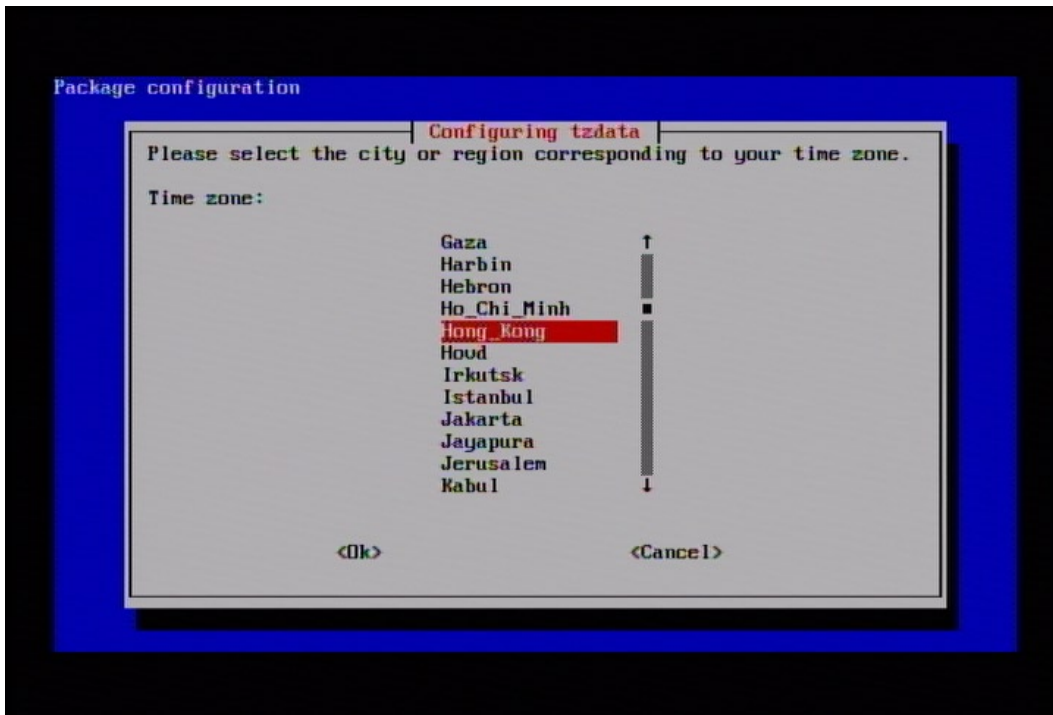 Package configuration
Configuring tzdata
Please select the city or region corresponding to your time zone.
Time zone:
Gaza
Harbin
Hebron
Ho_Chi_Minh
Hong_Kong
Hovd
Irkutsk
Istanbul
Jakarta
Jayapura
Jerusalem
Kabul
<Ok> <Cancel>